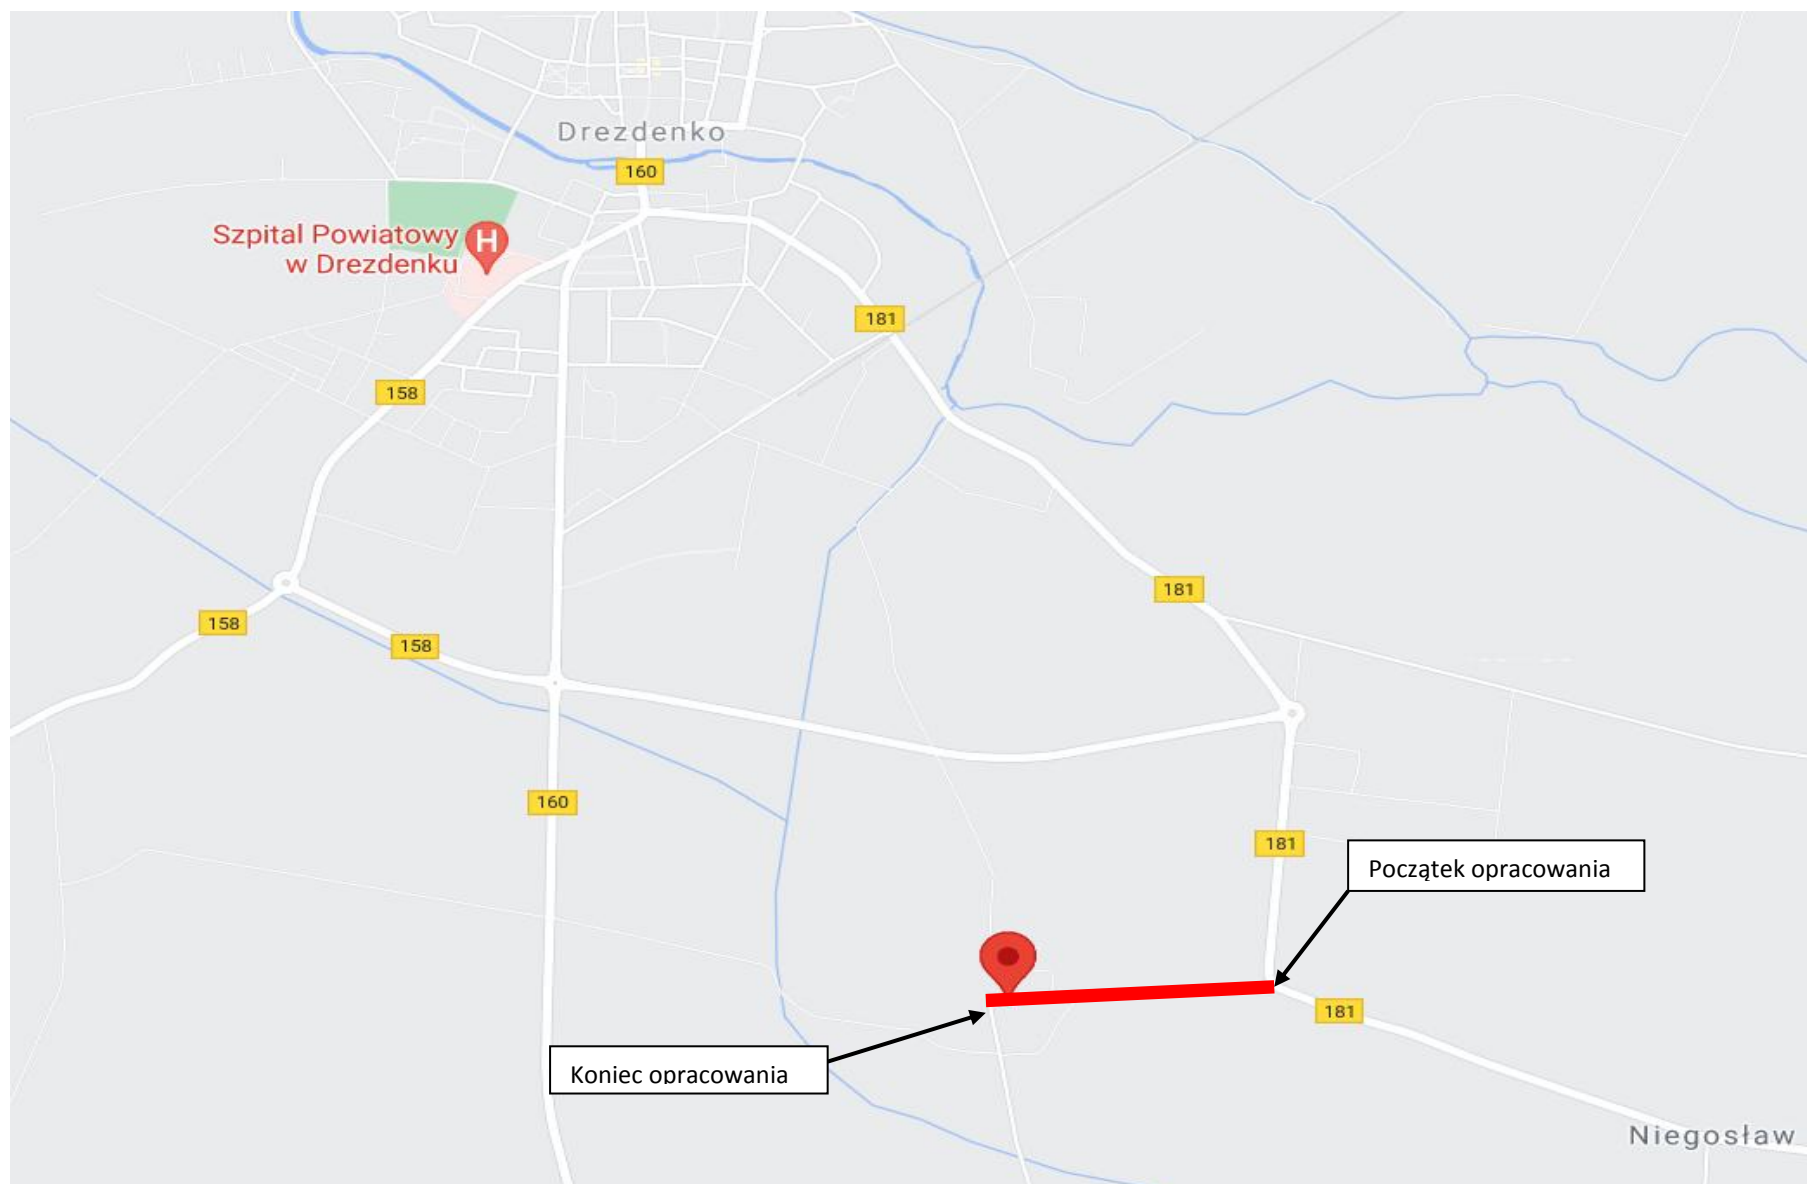 Drezdenko
160
Szpital Powiatowy
w Drezdenku
H
181
158
181
158
158
160
181
Początek opracowania
181
Koniec opracowania
Niegosław